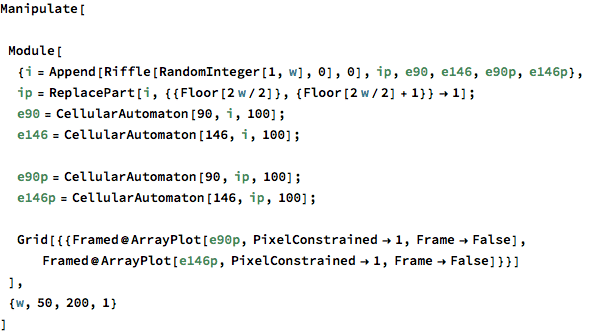 Manipulate[
Module[
{i = Append[Riffle[RandomInteger[1, w], 0], 0], ip, e90, e146, e90p, e146p},
ip = ReplacePart[i, {{Floor[2 w / 2]}, {Floor[2 w / 2] + 1}} → 1];
e90 = CellularAutomaton[90, i, 100];
e146 = CellularAutomaton[146, i, 100];
e90p = CellularAutomaton[90, ip, 100];
e146p = CellularAutomaton[146, ip, 100];
Grid[{{Framed@ArrayPlot[e90p, PixelConstrained → 1, Frame → False],
Framed@ArrayPlot[e146p, PixelConstrained → 1, Frame → False]}}]
],
{w, 50, 200, 1}
]